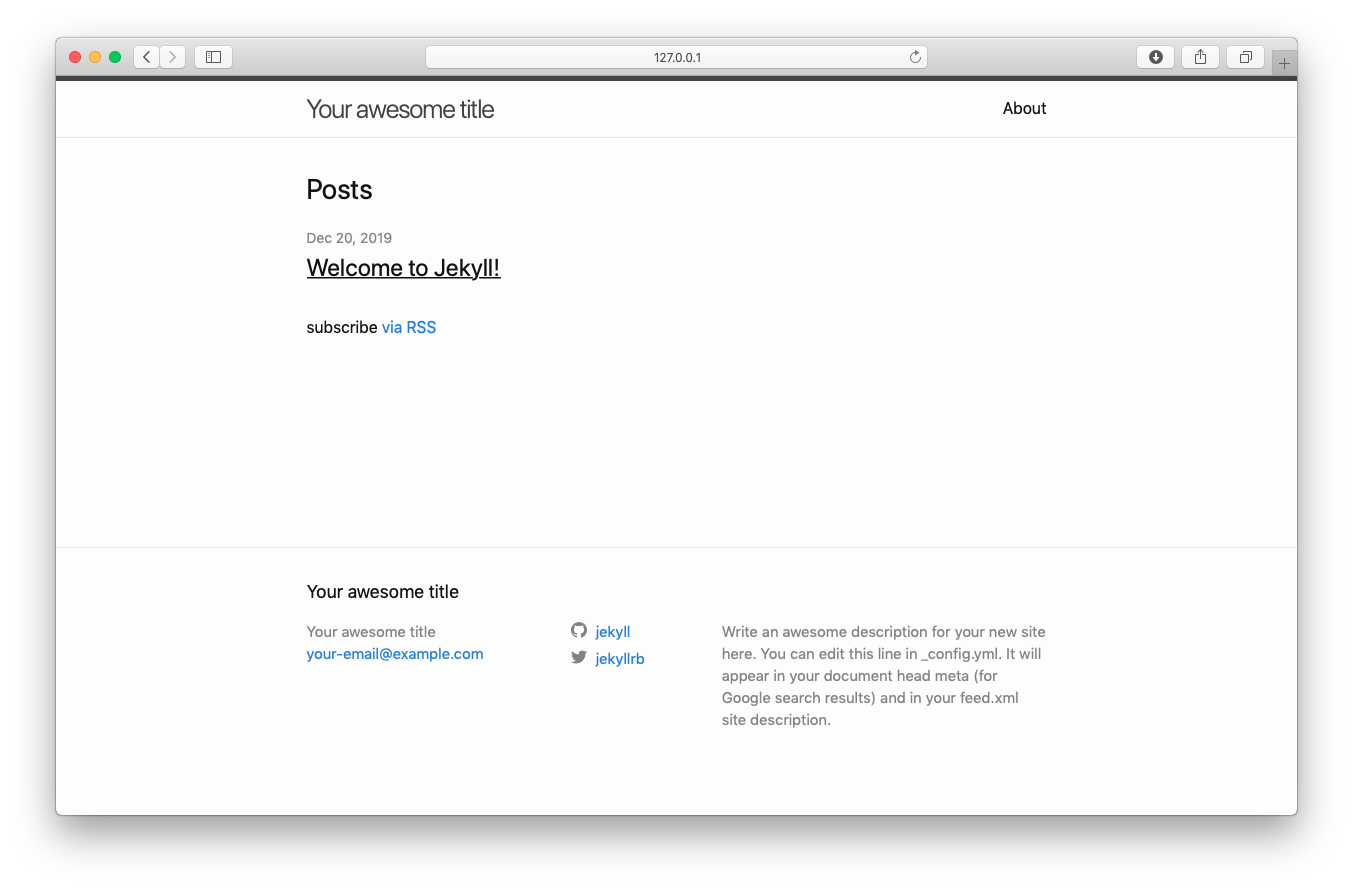 127.0.0.1
Your awesome title
About
Posts
Dec 20, 2019
Welcome to Jekyll!
subscribe via RSS
Your awesome title
Your awesome title
your-email@example.com
jekyll
jekyllrb
Write an awesome description for your new site
here. You can edit this line in _config.yml. It will
appear in your document head meta (for
Google search results) and in your feed.xml
site description.